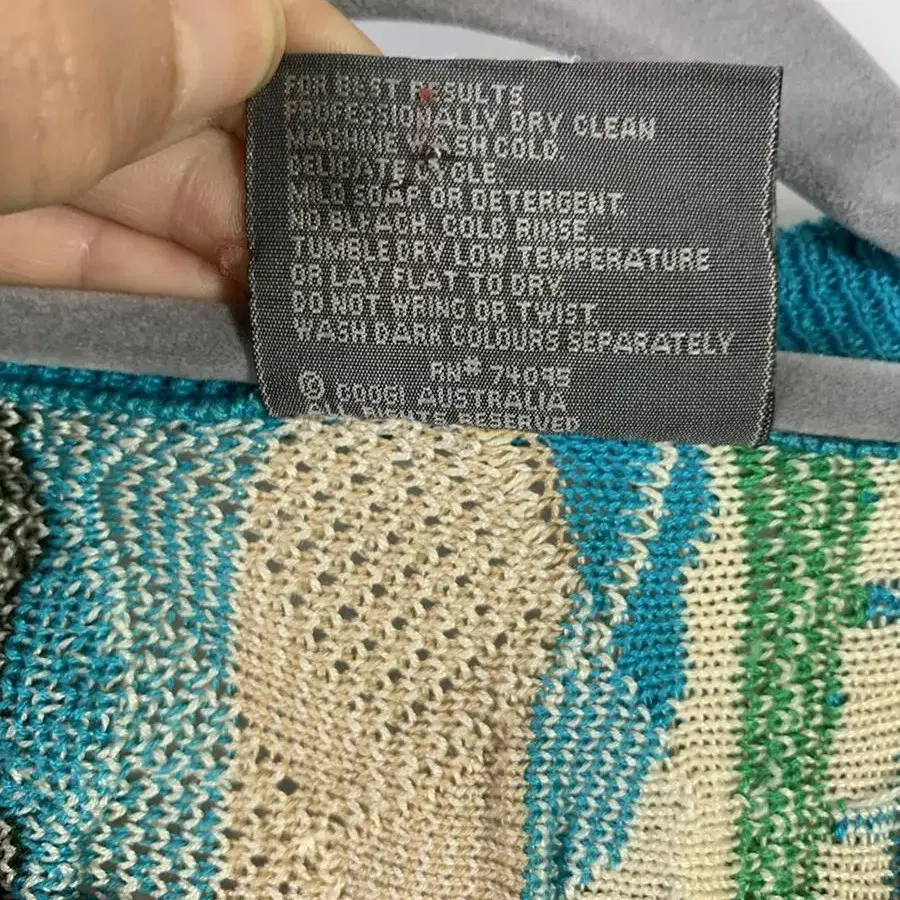 FOR BEST RESULTS
PROFESSIONALLY DRY CLEAN
MACHINE WASH COLD.
DELICATE CYCLE.
MILD SOAP OR DETERGENT.
NO BLEACH. COLD RINSE.
TUMBLE DRY LOW TEMPERATURE
OR LAY FLAT TO DRY.
DO NOT WRING OR TWIST.
WASH DARK COLOURS SEPARATELY
RN# 74095
© COOGI AUSTRALIA
ALL RIGHTS RESERVED